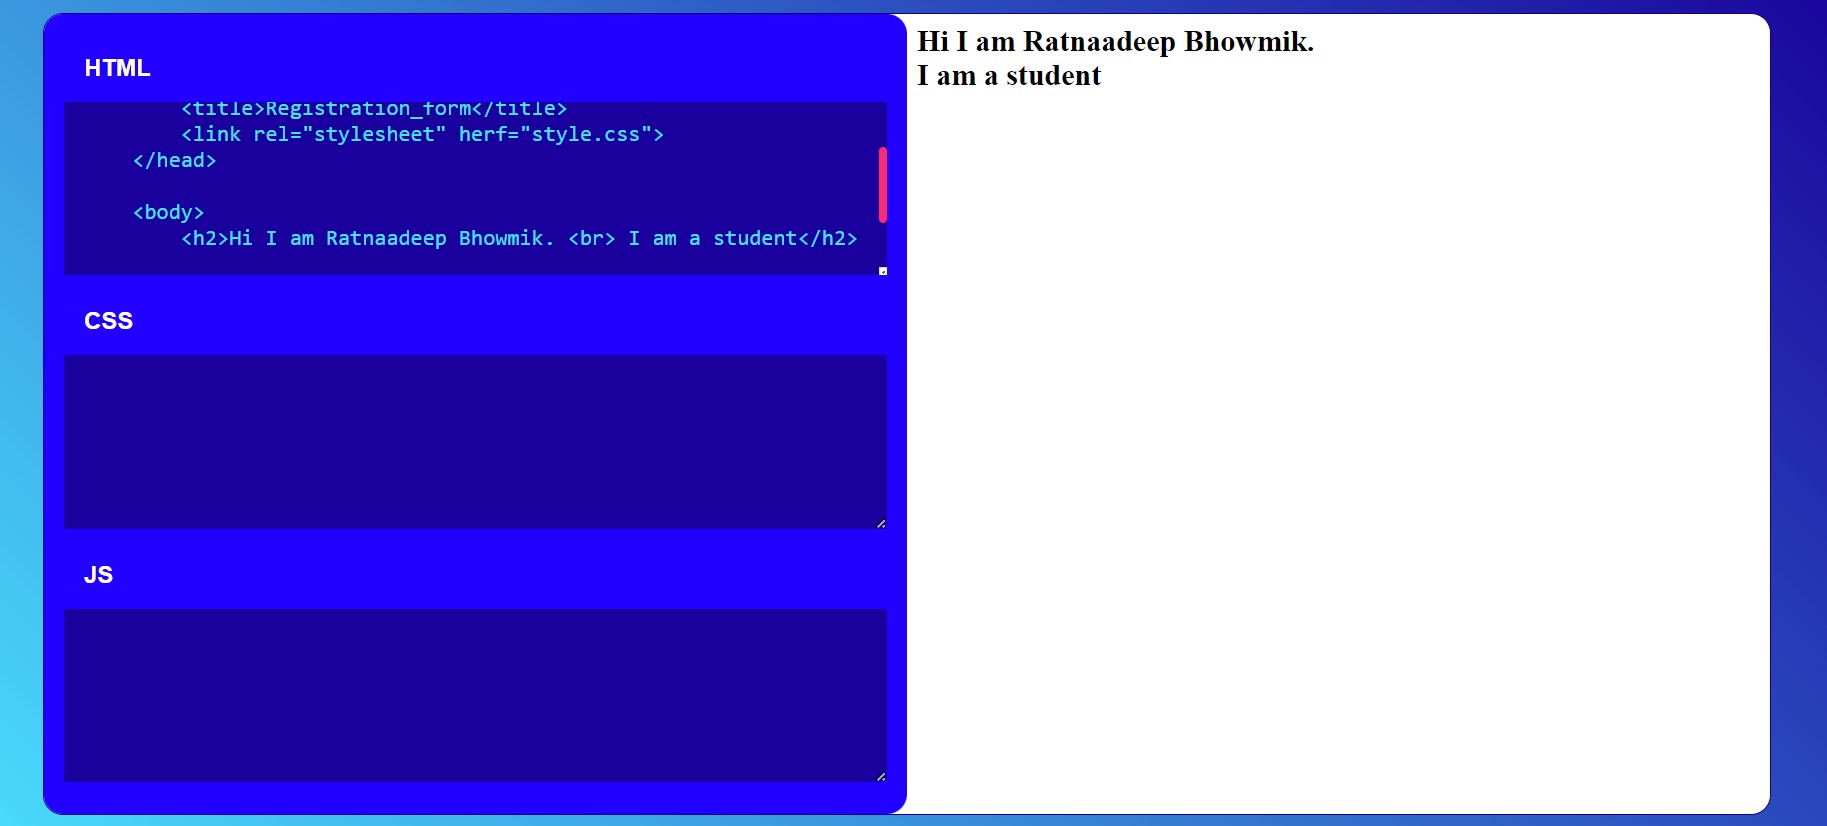 HTML
<title>Registration_form</title>
<link rel="stylesheet" herf="style.css">
</head>
<body>
<h2>Hi I am Ratnaadeep Bhowmik. <br> I am a student</h2>
CSS
JS
Hi I am Ratnaadeep Bhowmik.
I am a student